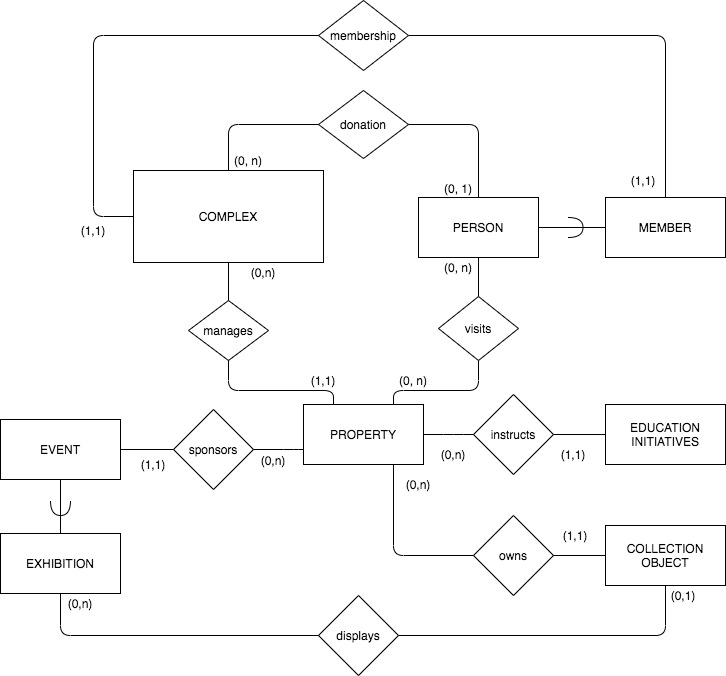 membership
donation
(0, n)
(0, 1)
(1,1)
COMPLEX
PERSON
MEMBER
(1,1)
(0,n)
(0, n)
manages
visits
(1,1)
(0, n)
EVENT
sponsors
PROPERTY
instructs
EDUCATION
INITIATIVES
(1,1)
(0,n)
(0,n)
(1,1)
(0,n)
EXHIBITION
owns
(1,1)
COLLECTION
OBJECT
(0,n)
(0,1)
displays